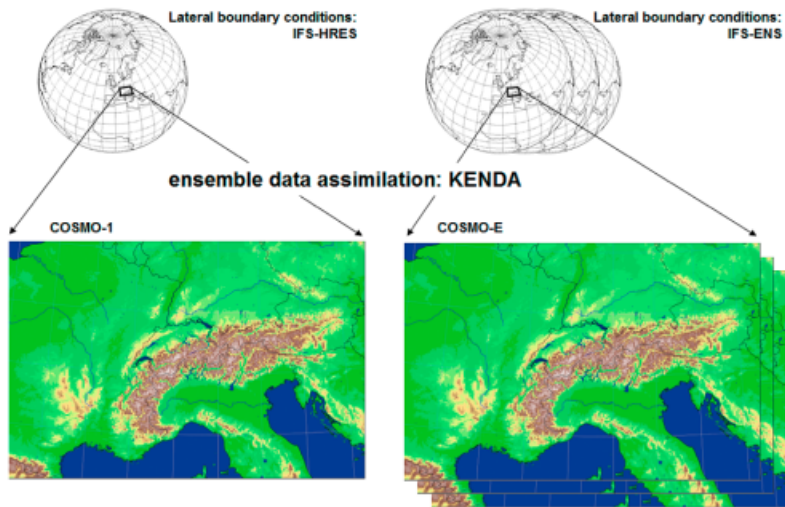 Lateral boundary conditions:
IFS-HRES
Lateral boundary conditions:
IFS-ENS
ensemble data assimilation: KENDA
COSMO-1
COSMO-E